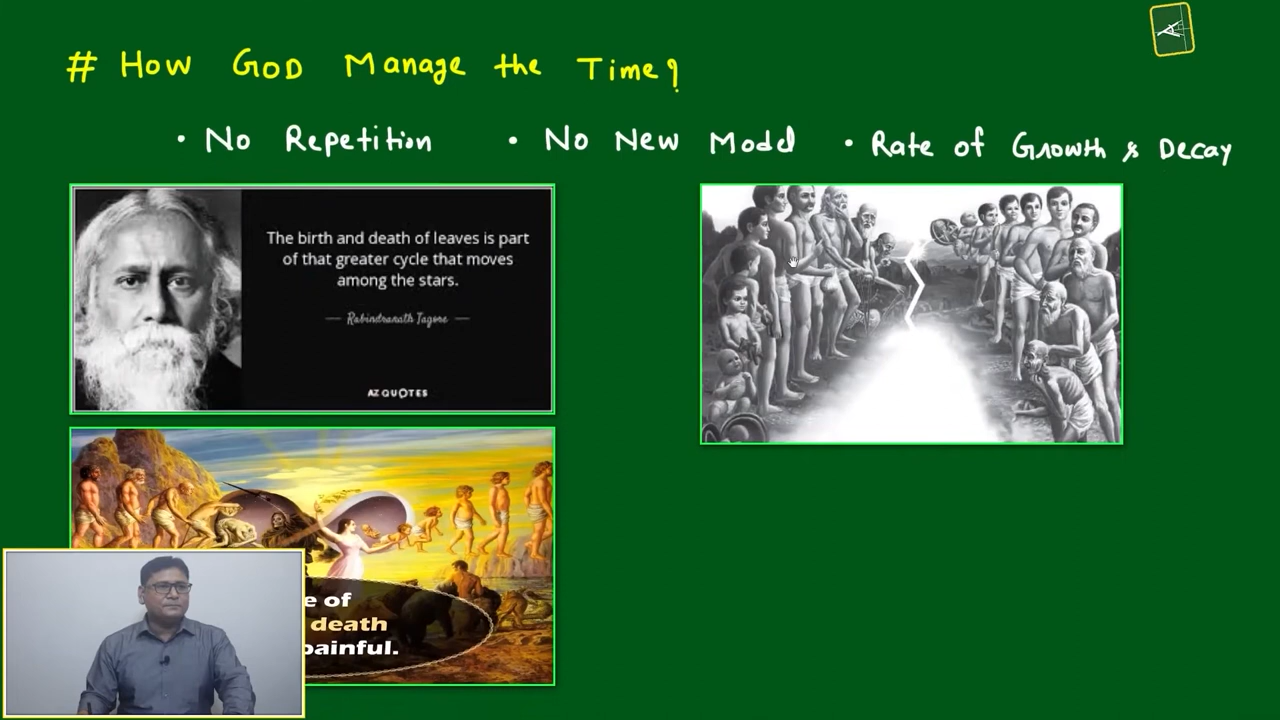 # How GOD Manage the Time?
• No Repetition • No New Model • Rate of Growth & Decay
The birth and death of leaves is part
of that greater cycle that moves
among the stars.
— Rabindranath Tagore —
AZ QUOTES
e of
death
painful.